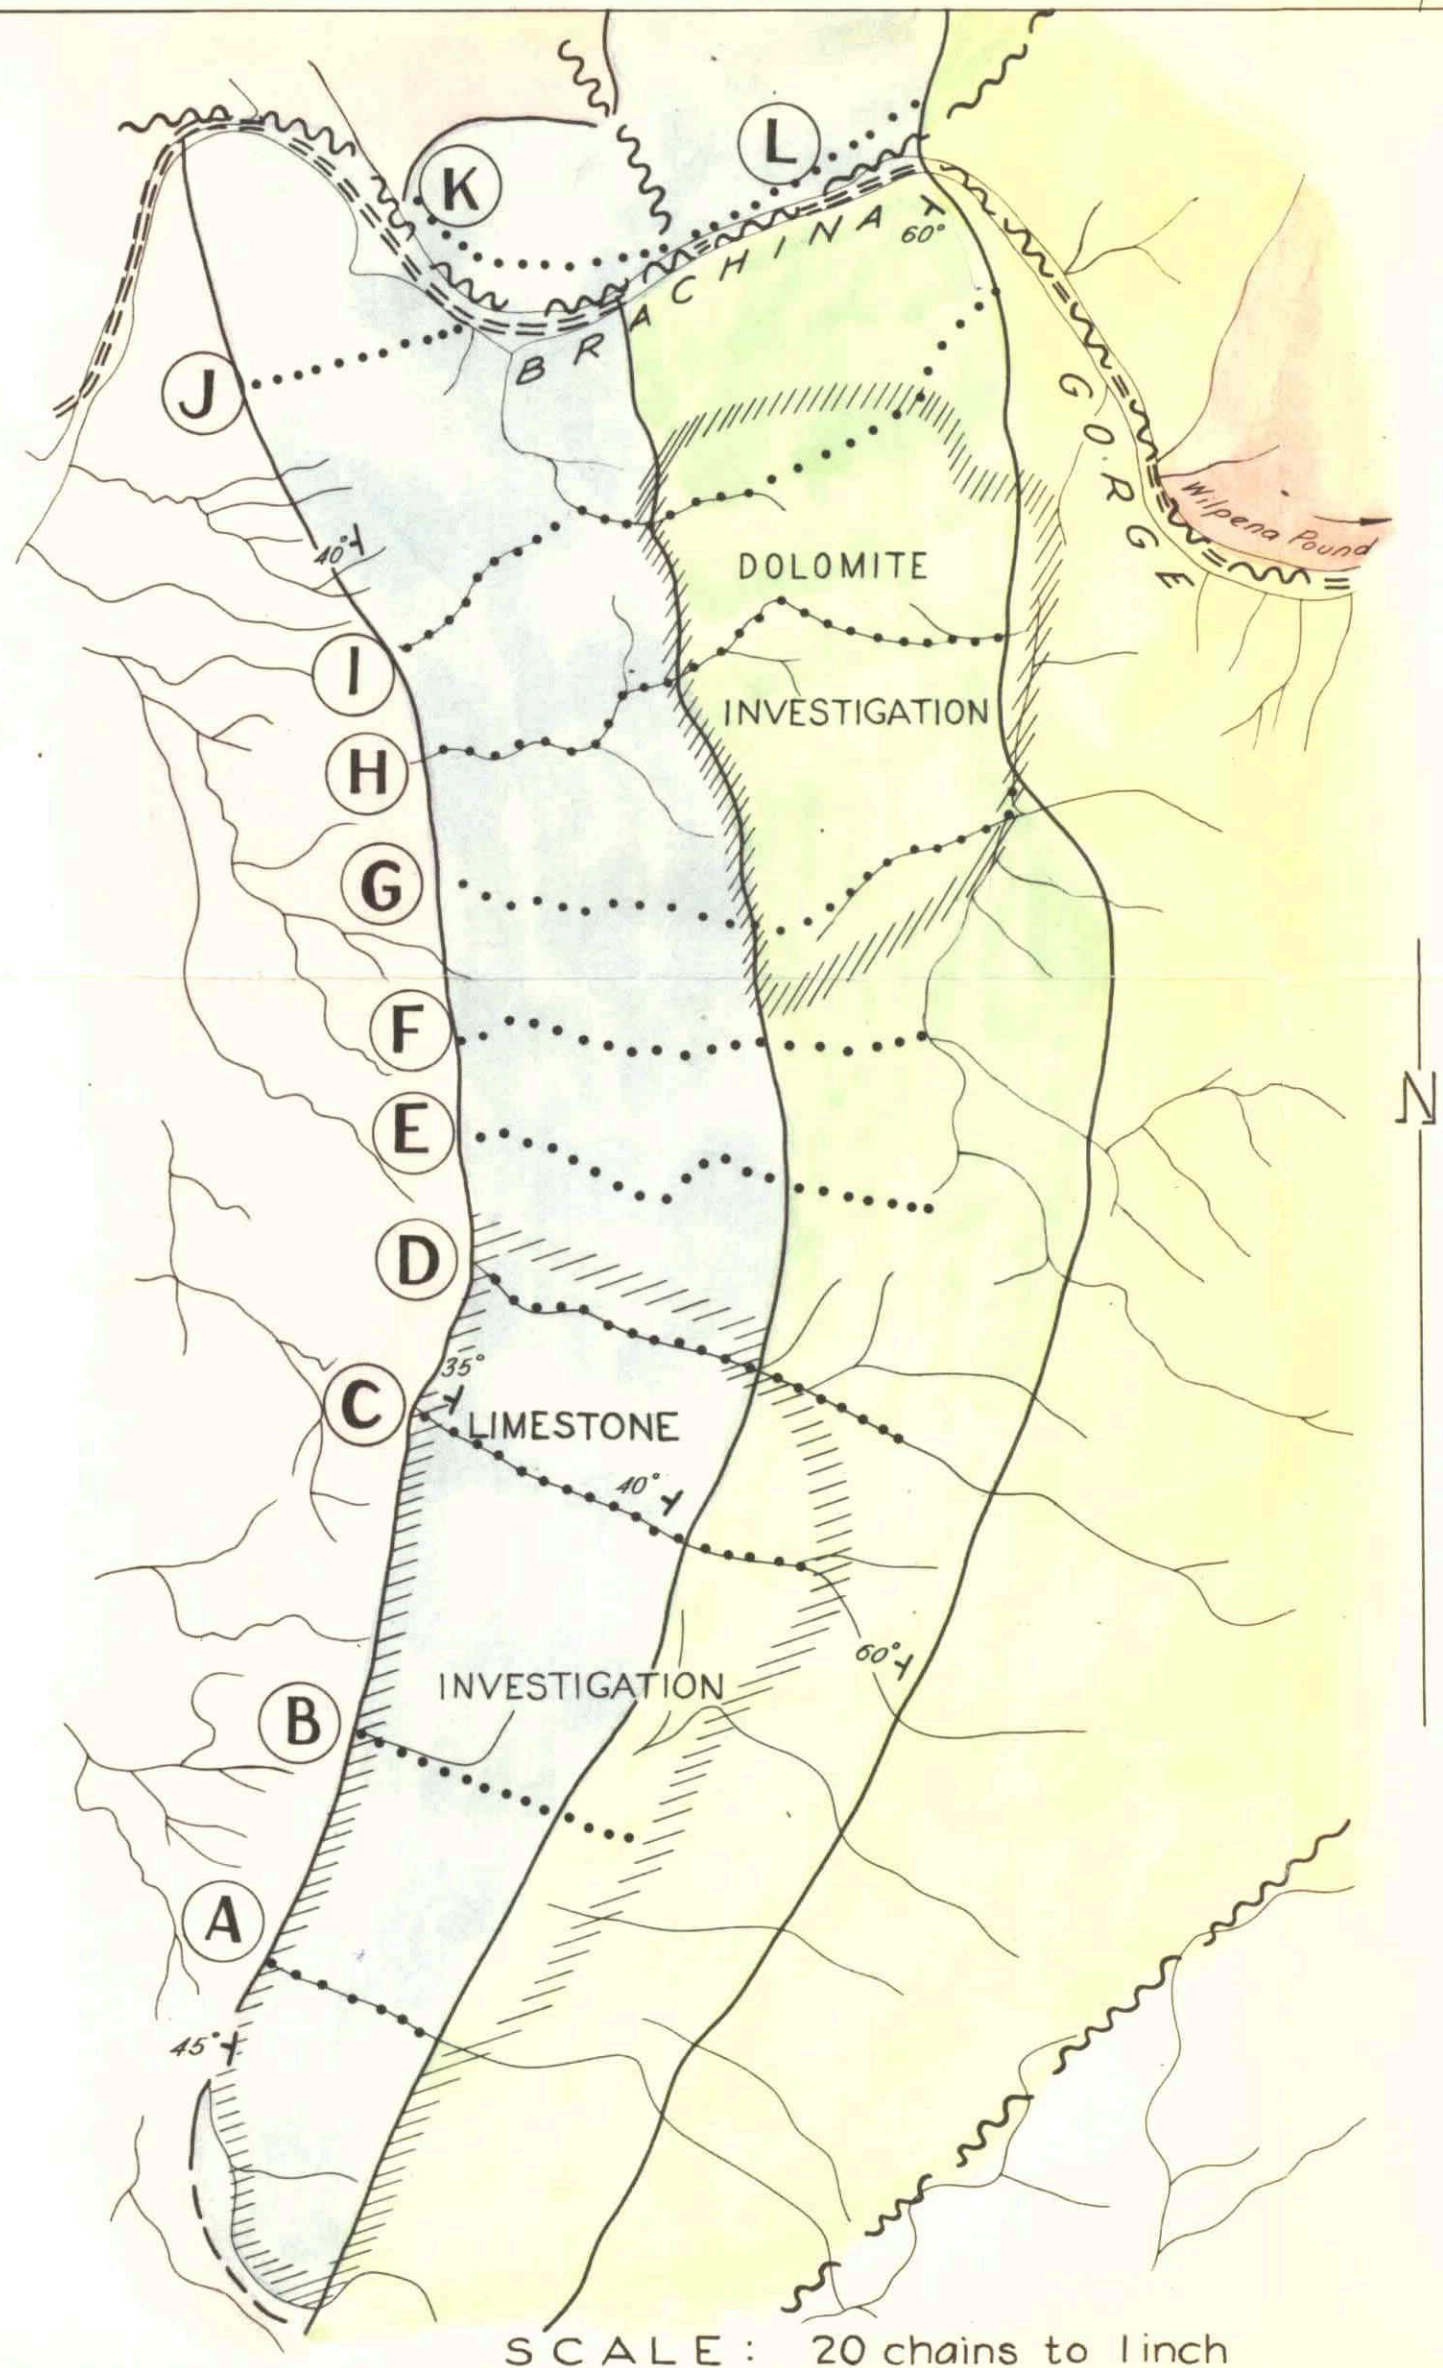 L
K
60°
BRACHINA
J
GORGE
Wilpena Pound
40°
DOLOMITE
I
INVESTIGATION
H
G
F
N
E
D
35°
C
LIMESTONE
40°
60°
INVESTIGATION
B
A
45°
SCALE: 20 chains to 1 inch